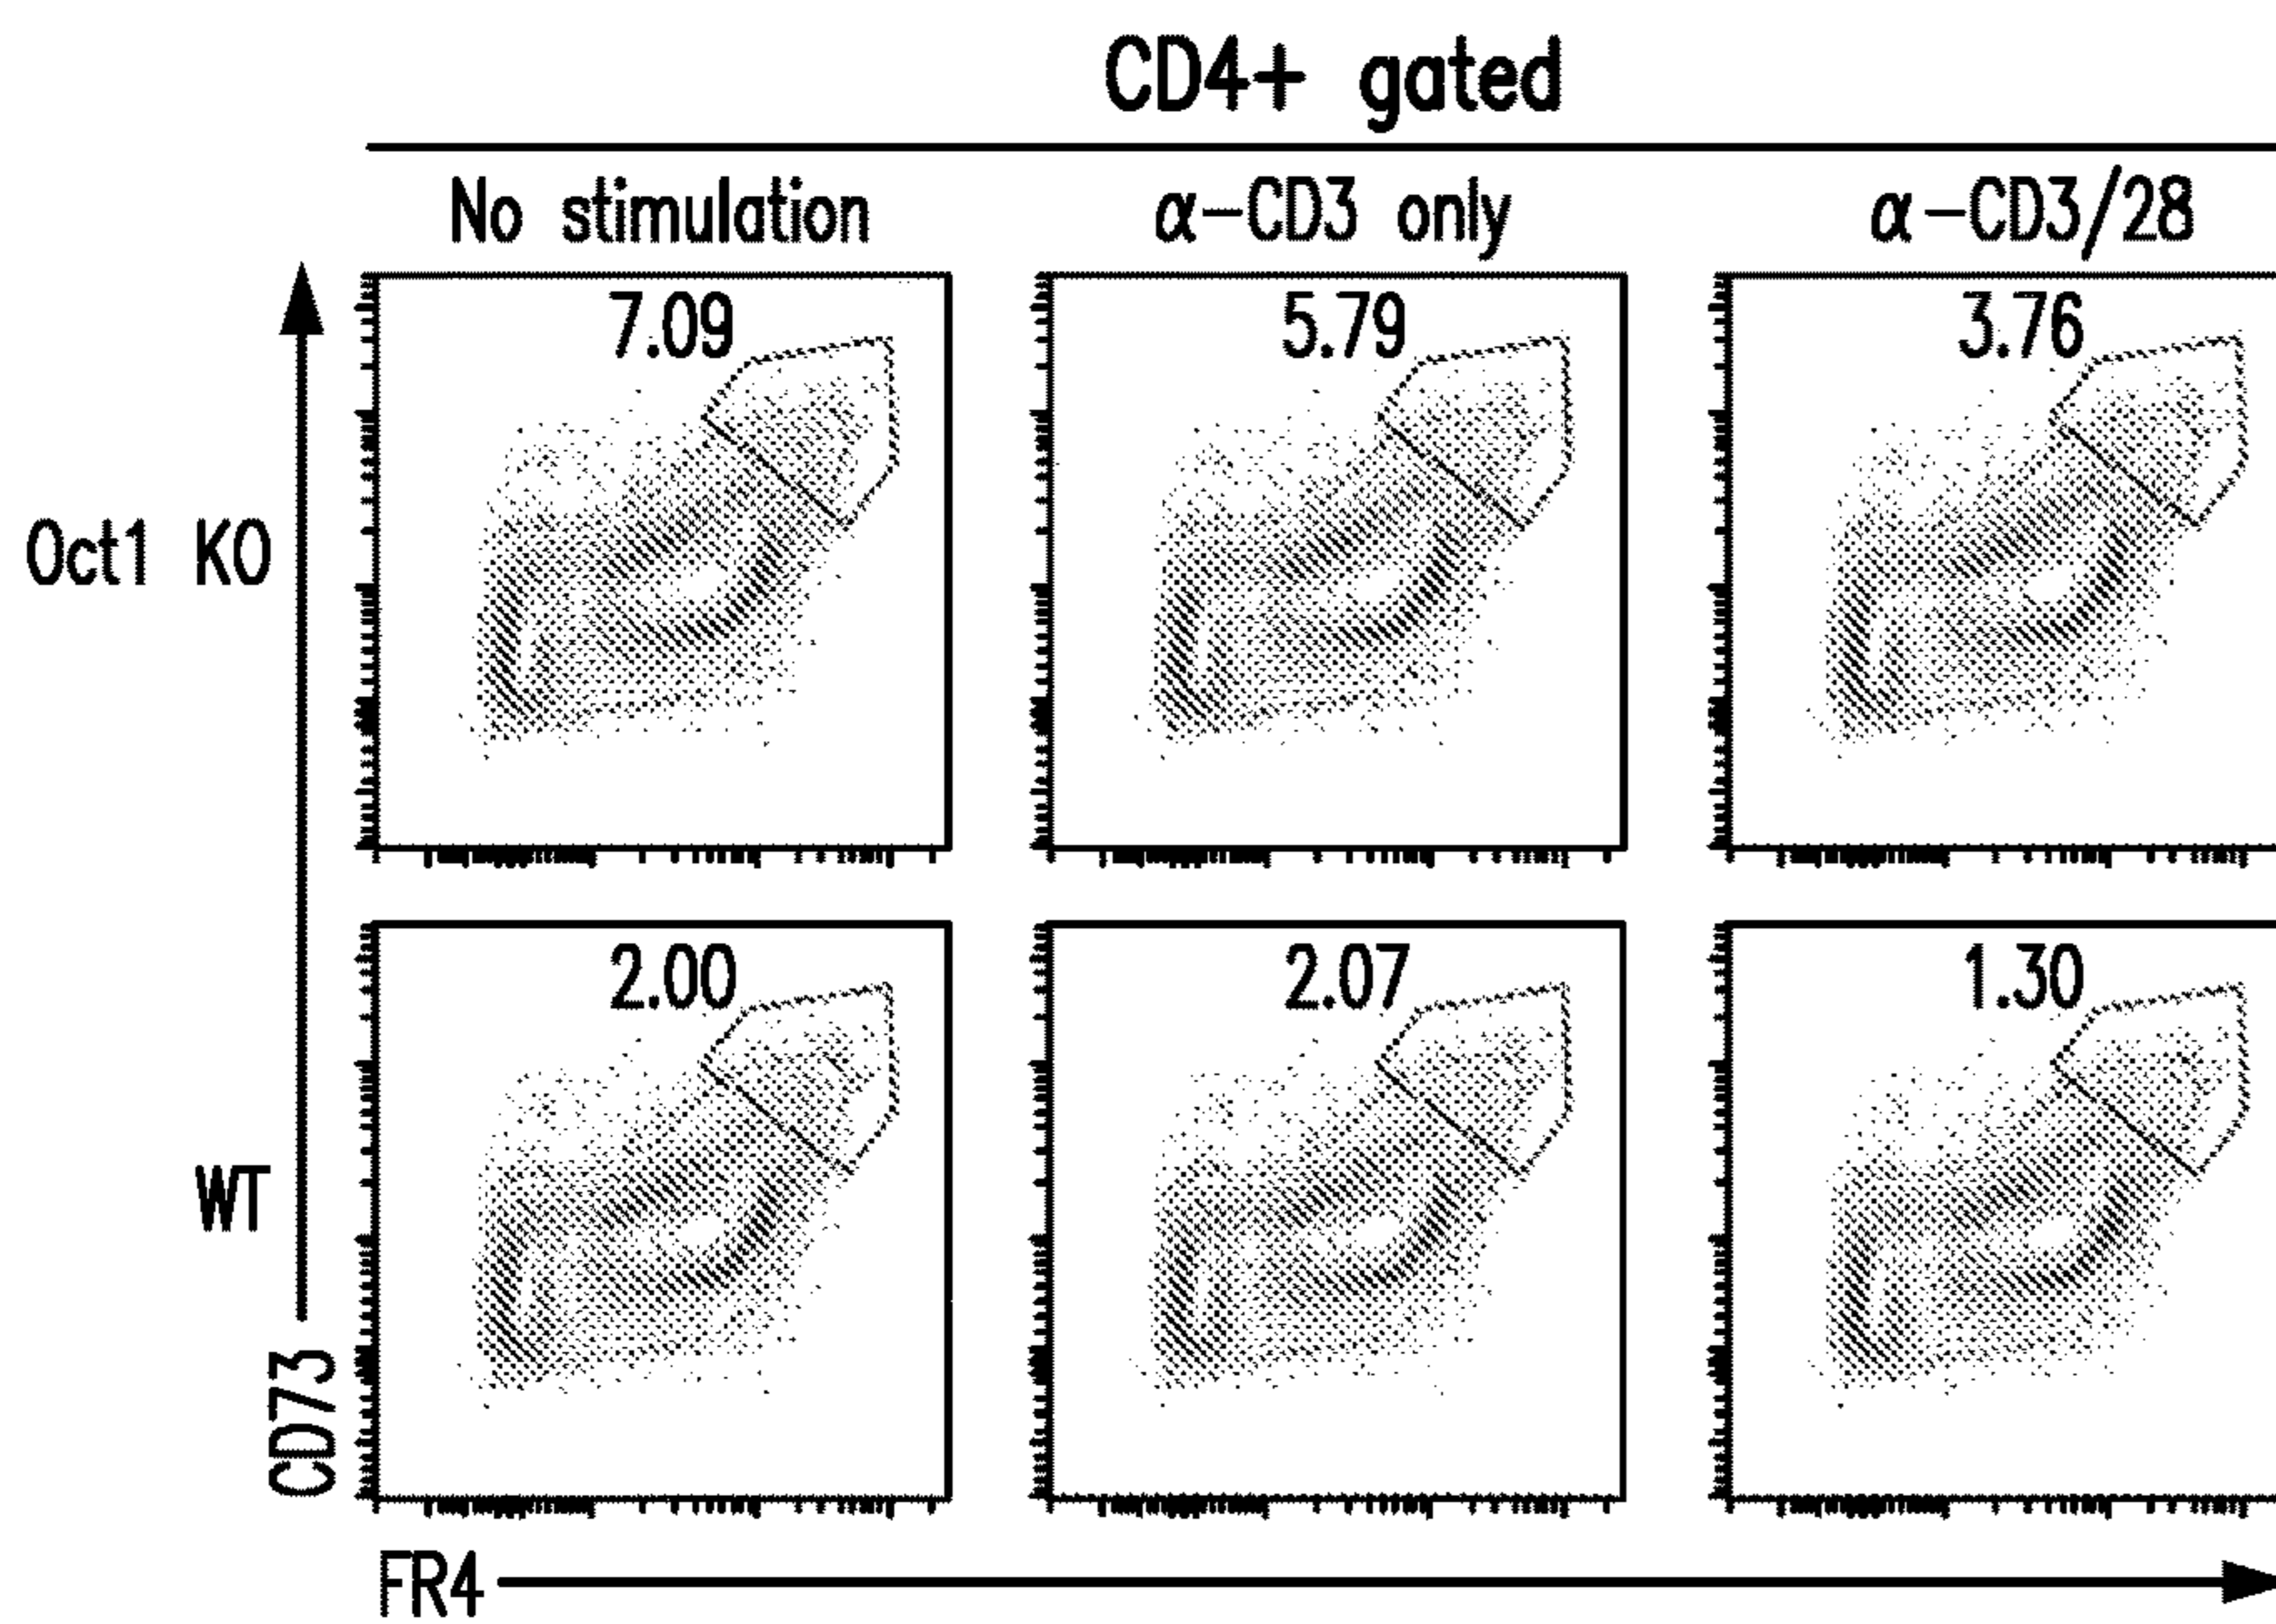 CD4+ gated
No stimulation
α-CD3 only
α-CD3/28
Oct1 KO
7.09
5.79
3.76
WT
2.00
2.07
1.30
CD73
FR4